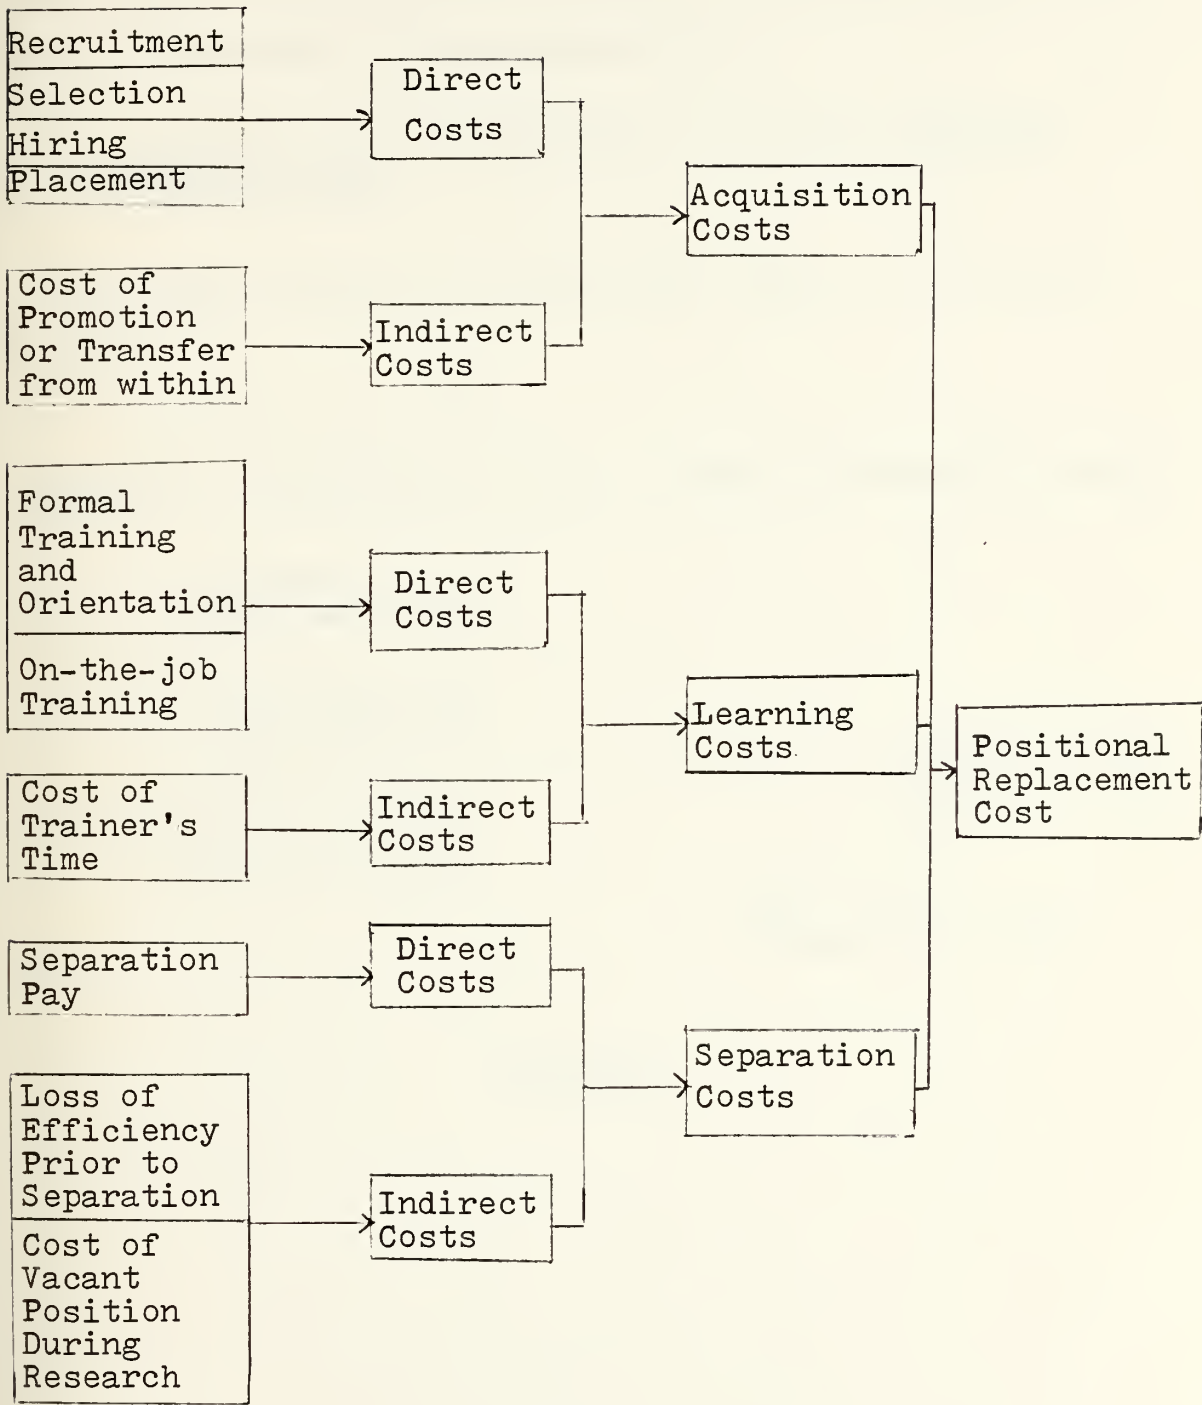 Recruitment
Selection
Hiring
Placement
Direct
Costs
Acquisition
Costs
Cost of
Promotion
or Transfer
from within
Indirect
Costs
Formal
Training
and
Orientation
On-the-job
Training
Direct
Costs
Learning
Costs
Positional
Replacement
Cost
Cost of
Trainer's
Time
Indirect
Costs
Separation
Pay
Direct
Costs
Separation
Costs
Loss of
Efficiency
Prior to
Separation
Cost of
Vacant
Position
During
Research
Indirect
Costs